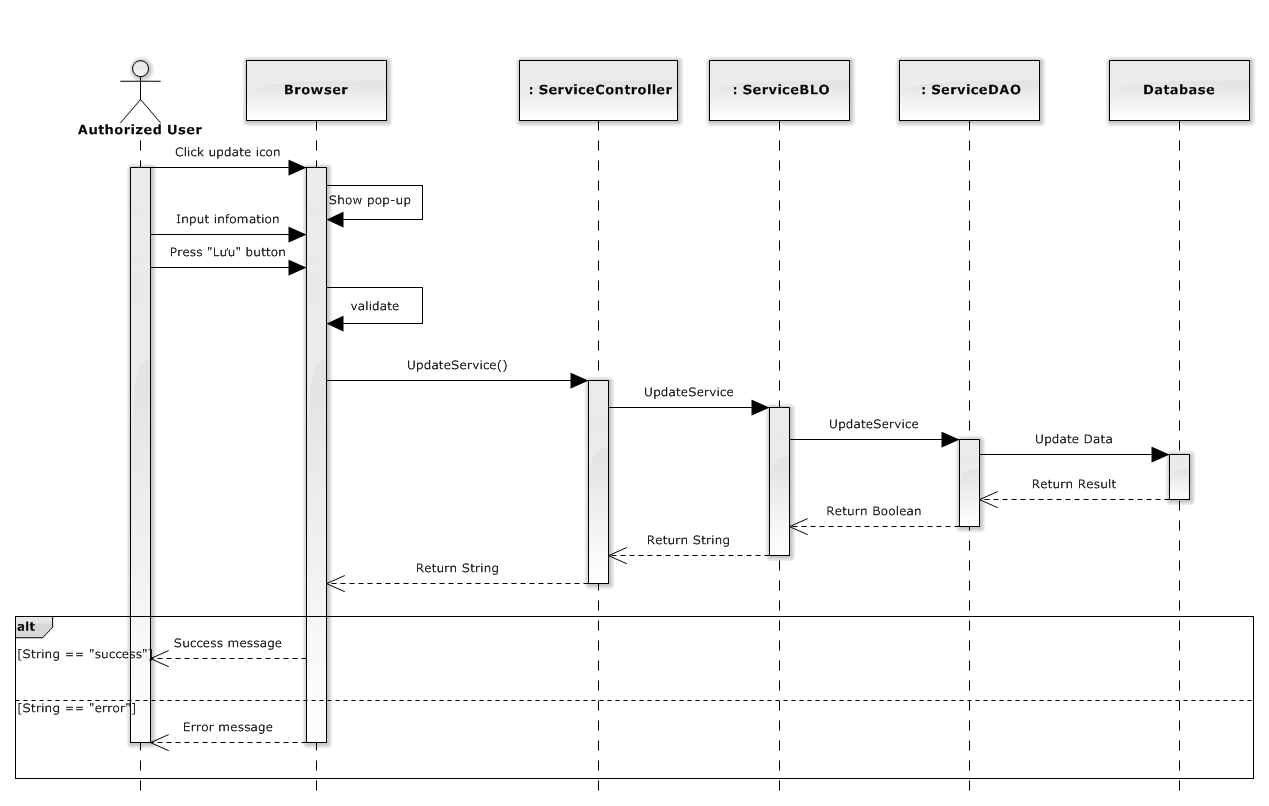 Authorized User
Browser
: ServiceController
: ServiceBLO
: ServiceDAO
Database
Click update icon
Show pop-up
Input infomation
Press "Lưu" button
validate
UpdateService()
UpdateService
UpdateService
Update Data
Return Result
Return Boolean
Return String
Return String
alt
Success message
[String == "success"]
[String == "error"]
Error message